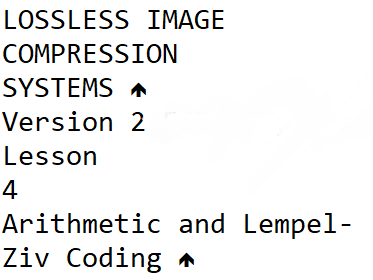 LOSSLESS IMAGE
COMPRESSION
SYSTEMS 🛧
Version 2
Lesson
4
Arithmetic and Lempel-
Ziv Coding 🛧